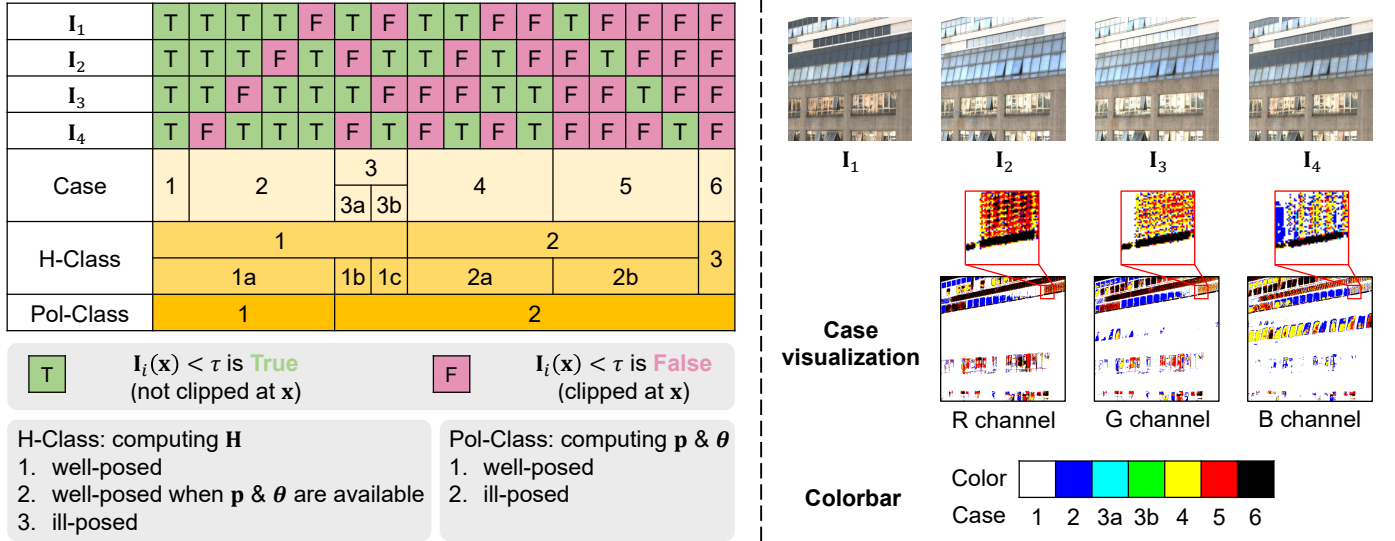 I₁ T T T T F T F T T F F T F F F F
I₂ T T T F T F T T F T F F T F F F
I₃ T T F T T T F F F T T F F T F F
I₄ T F T T T F T F T F T F F F T F
Case 1 2 3 4 5 6
3a 3b
H-Class 1 2 3
1a 1b 1c 2a 2b
Pol-Class 1 2
T
I𝑖(x) < τ is True
(not clipped at x)
F
I𝑖(x) < τ is False
(clipped at x)
H-Class: computing H
1. well-posed
2. well-posed when p & θ are available
3. ill-posed
Pol-Class: computing p & θ
1. well-posed
2. ill-posed
I₁ I₂ I₃ I₄
Case
visualization
R channel G channel B channel
Colorbar
Color
Case 1 2 3a 3b 4 5 6